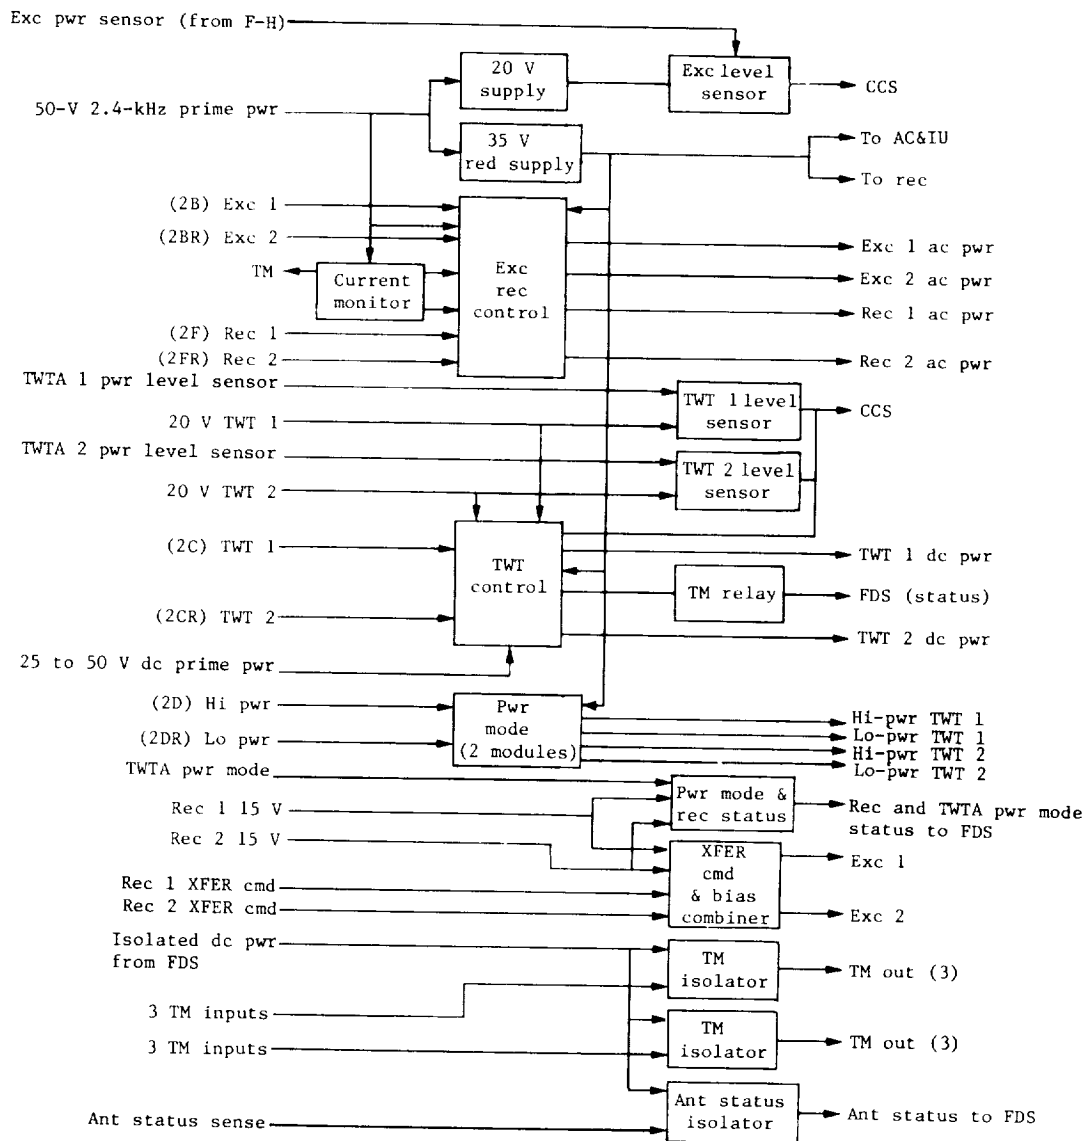 Exc pwr sensor (from F-H)
20 V
supply
Exc level
sensor
CCS
50-V 2.4-kHz prime pwr
35 V
red supply
To AC&IU
To rec
(2B) Exc 1
(2BR) Exc 2
TM
Current
monitor
Exc
rec
control
Exc 1 ac pwr
Exc 2 ac pwr
Rec 1 ac pwr
Rec 2 ac pwr
(2F) Rec 1
(2FR) Rec 2
TWTA 1 pwr level sensor
20 V TWT 1
TWT 1 level
sensor
CCS
TWTA 2 pwr level sensor
20 V TWT 2
TWT 2 level
sensor
(2C) TWT 1
(2CR) TWT 2
TWT
control
TWT 1 dc pwr
TM relay
FDS (status)
TWT 2 dc pwr
25 to 50 V dc prime pwr
(2D) Hi pwr
(2DR) Lo pwr
Pwr
mode
(2 modules)
Hi-pwr TWT 1
Lo-pwr TWT 1
Hi-pwr TWT 2
Lo-pwr TWT 2
TWTA pwr mode
Rec 1 15 V
Rec 2 15 V
Pwr mode &
rec status
Rec and TWTA pwr mode
status to FDS
Rec 1 XFER cmd
Rec 2 XFER cmd
XFER
cmd
& bias
combiner
Exc 1
Exc 2
Isolated dc pwr
from FDS
TM
isolator
TM out (3)
3 TM inputs
3 TM inputs
TM
isolator
TM out (3)
Ant status sense
Ant status
isolator
Ant status to FDS